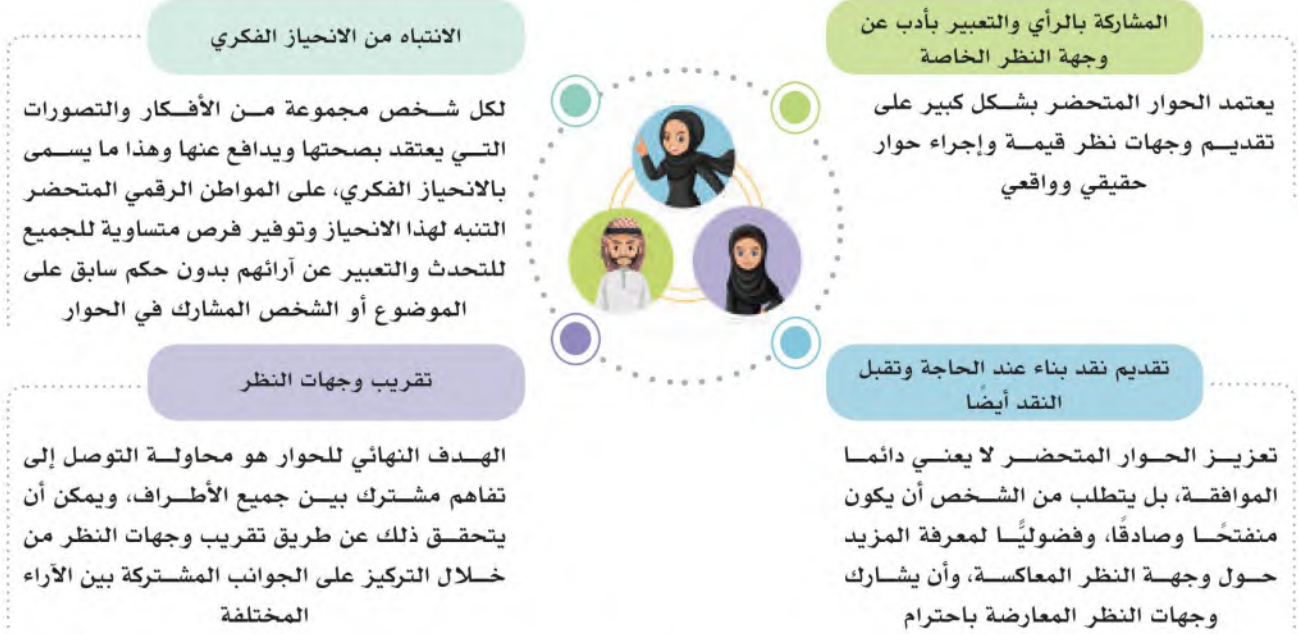 المشاركة بالرأي والتعبير بأدب عن
وجهة النظر الخاصة
يعتمد الحوار المتحضر بشكل كبير على
تقديم وجهات نظر قيمة وإجراء حوار
حقيقي وواقعي
الانتباه من الانحياز الفكري
لكل شخص مجموعة من الأفكار والتصورات
التي يعتقد بصحتها ويدافع عنها وهذا ما يسمى
بالانحياز الفكري، على المواطن الرقمي المتحضر
التنبه لهذا الانحياز وتوفير فرص متساوية للجميع
للتحدث والتعبير عن آرائهم بدون حكم سابق على
الموضوع أو الشخص المشارك في الحوار
تقديم نقد بناء عند الحاجة وتقبل
النقد أيضًا
تعزيز الحوار المتحضر لا يعني دائما
الموافقة، بل يتطلب من الشخص أن يكون
منفتحًا وصادقًا، وفضوليًّا لمعرفة المزيد
حول وجهة النظر المعاكسة، وأن يشارك
وجهات النظر المعارضة باحترام
تقريب وجهات النظر
الهدف النهائي للحوار هو محاولة التوصل إلى
تفاهم مشترك بين جميع الأطراف، ويمكن أن
يتحقق ذلك عن طريق تقريب وجهات النظر من
خلال التركيز على الجوانب المشتركة بين الآراء
المختلفة